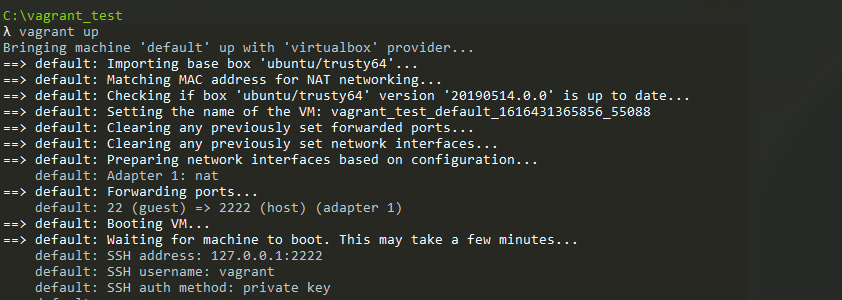 C:\vagrant_test
λ vagrant up
Bringing machine 'default' up with 'virtualbox' provider...
==> default: Importing base box 'ubuntu/trusty64'...
==> default: Matching MAC address for NAT networking...
==> default: Checking if box 'ubuntu/trusty64' version '20190514.0.0' is up to date...
==> default: Setting the name of the VM: vagrant_test_default_1616431365856_55088
==> default: Clearing any previously set forwarded ports...
==> default: Clearing any previously set network interfaces...
==> default: Preparing network interfaces based on configuration...
    default: Adapter 1: nat
==> default: Forwarding ports...
    default: 22 (guest) => 2222 (host) (adapter 1)
==> default: Booting VM...
==> default: Waiting for machine to boot. This may take a few minutes...
    default: SSH address: 127.0.0.1:2222
    default: SSH username: vagrant
    default: SSH auth method: private key